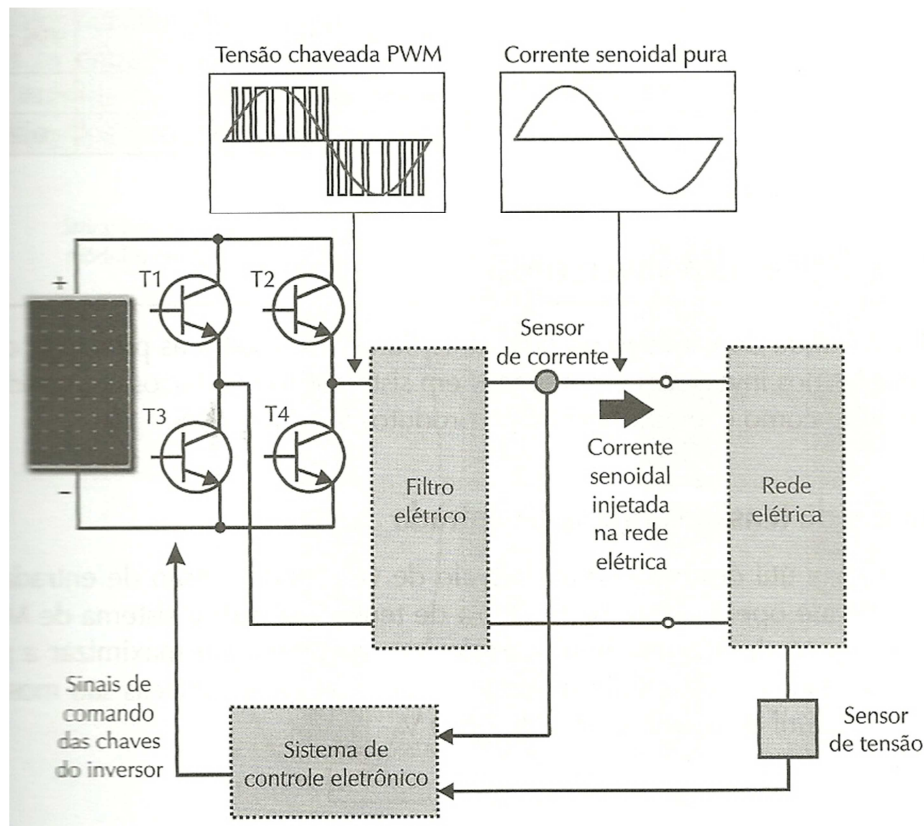 Tensão chaveada PWM
Corrente senoidal pura
+
T1
T2
Sensor
de corrente
T3
T4
–
Filtro
elétrico
Corrente
senoidal
injetada
na rede
elétrica
Rede
elétrica
Sinais de
comando
das chaves
do inversor
Sistema de
controle eletrônico
Sensor
de tensão